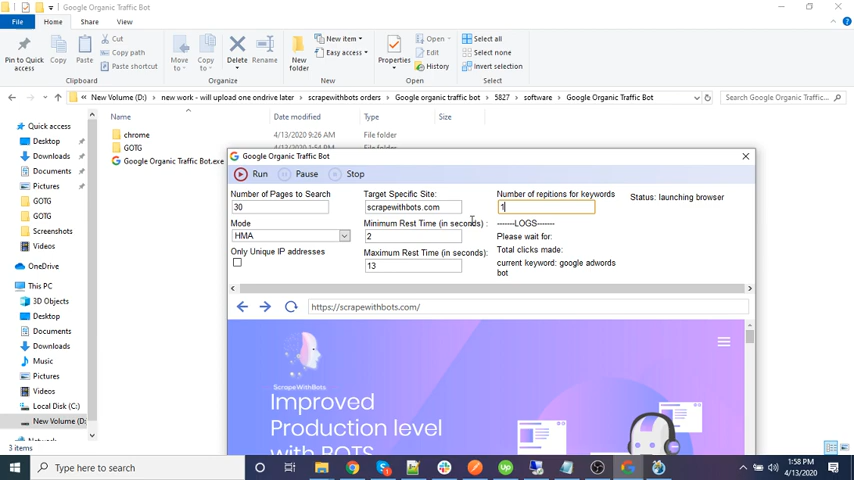 Google Organic Traffic Bot
File
Home
Share
View
Pin to Quick access
Copy
Paste
Cut
Copy path
Paste shortcut
Clipboard
Move to
Copy to
Delete
Rename
Organize
New folder
New item
Easy access
New
Properties
Open
Edit
History
Open
Select all
Select none
Invert selection
Select
« New Volume (D:) > new work - will upload one ondrive later > scrapewithbots orders > Google organic traffic bot > 5827 > software > Google Organic Traffic Bot
Search Google Organic Traffic...
Quick access
Desktop
Downloads
Documents
Pictures
GOTG
GOTG
Screenshots
Videos
OneDrive
This PC
3D Objects
Desktop
Documents
Downloads
Music
Pictures
Videos
Local Disk (C:)
New Volume (D:
Network
Name
Date modified
Type
Size
chrome
4/13/2020 9:26 AM
File folder
GOTG
4/13/2020 1:54 PM
File folder
Google Organic Traffic Bot.exe
Google Organic Traffic Bot
Run
Pause
Stop
Number of Pages to Search
30
Mode
HMA
Only Unique IP addresses
Target Specific Site:
scrapewithbots.com
Minimum Rest Time (in seconds) :
2
Maximum Rest Time (in seconds):
13
Number of repitions for keywords
1
-------LOGS-------
Please wait for:
Total clicks made:
current keyword: google adwords
bot
Status: launching browser
https://scrapewithbots.com/
ScrapeWithBots
Improved
Production level
with BOTS
3 items
Type here to search
1:58 PM
4/13/2020